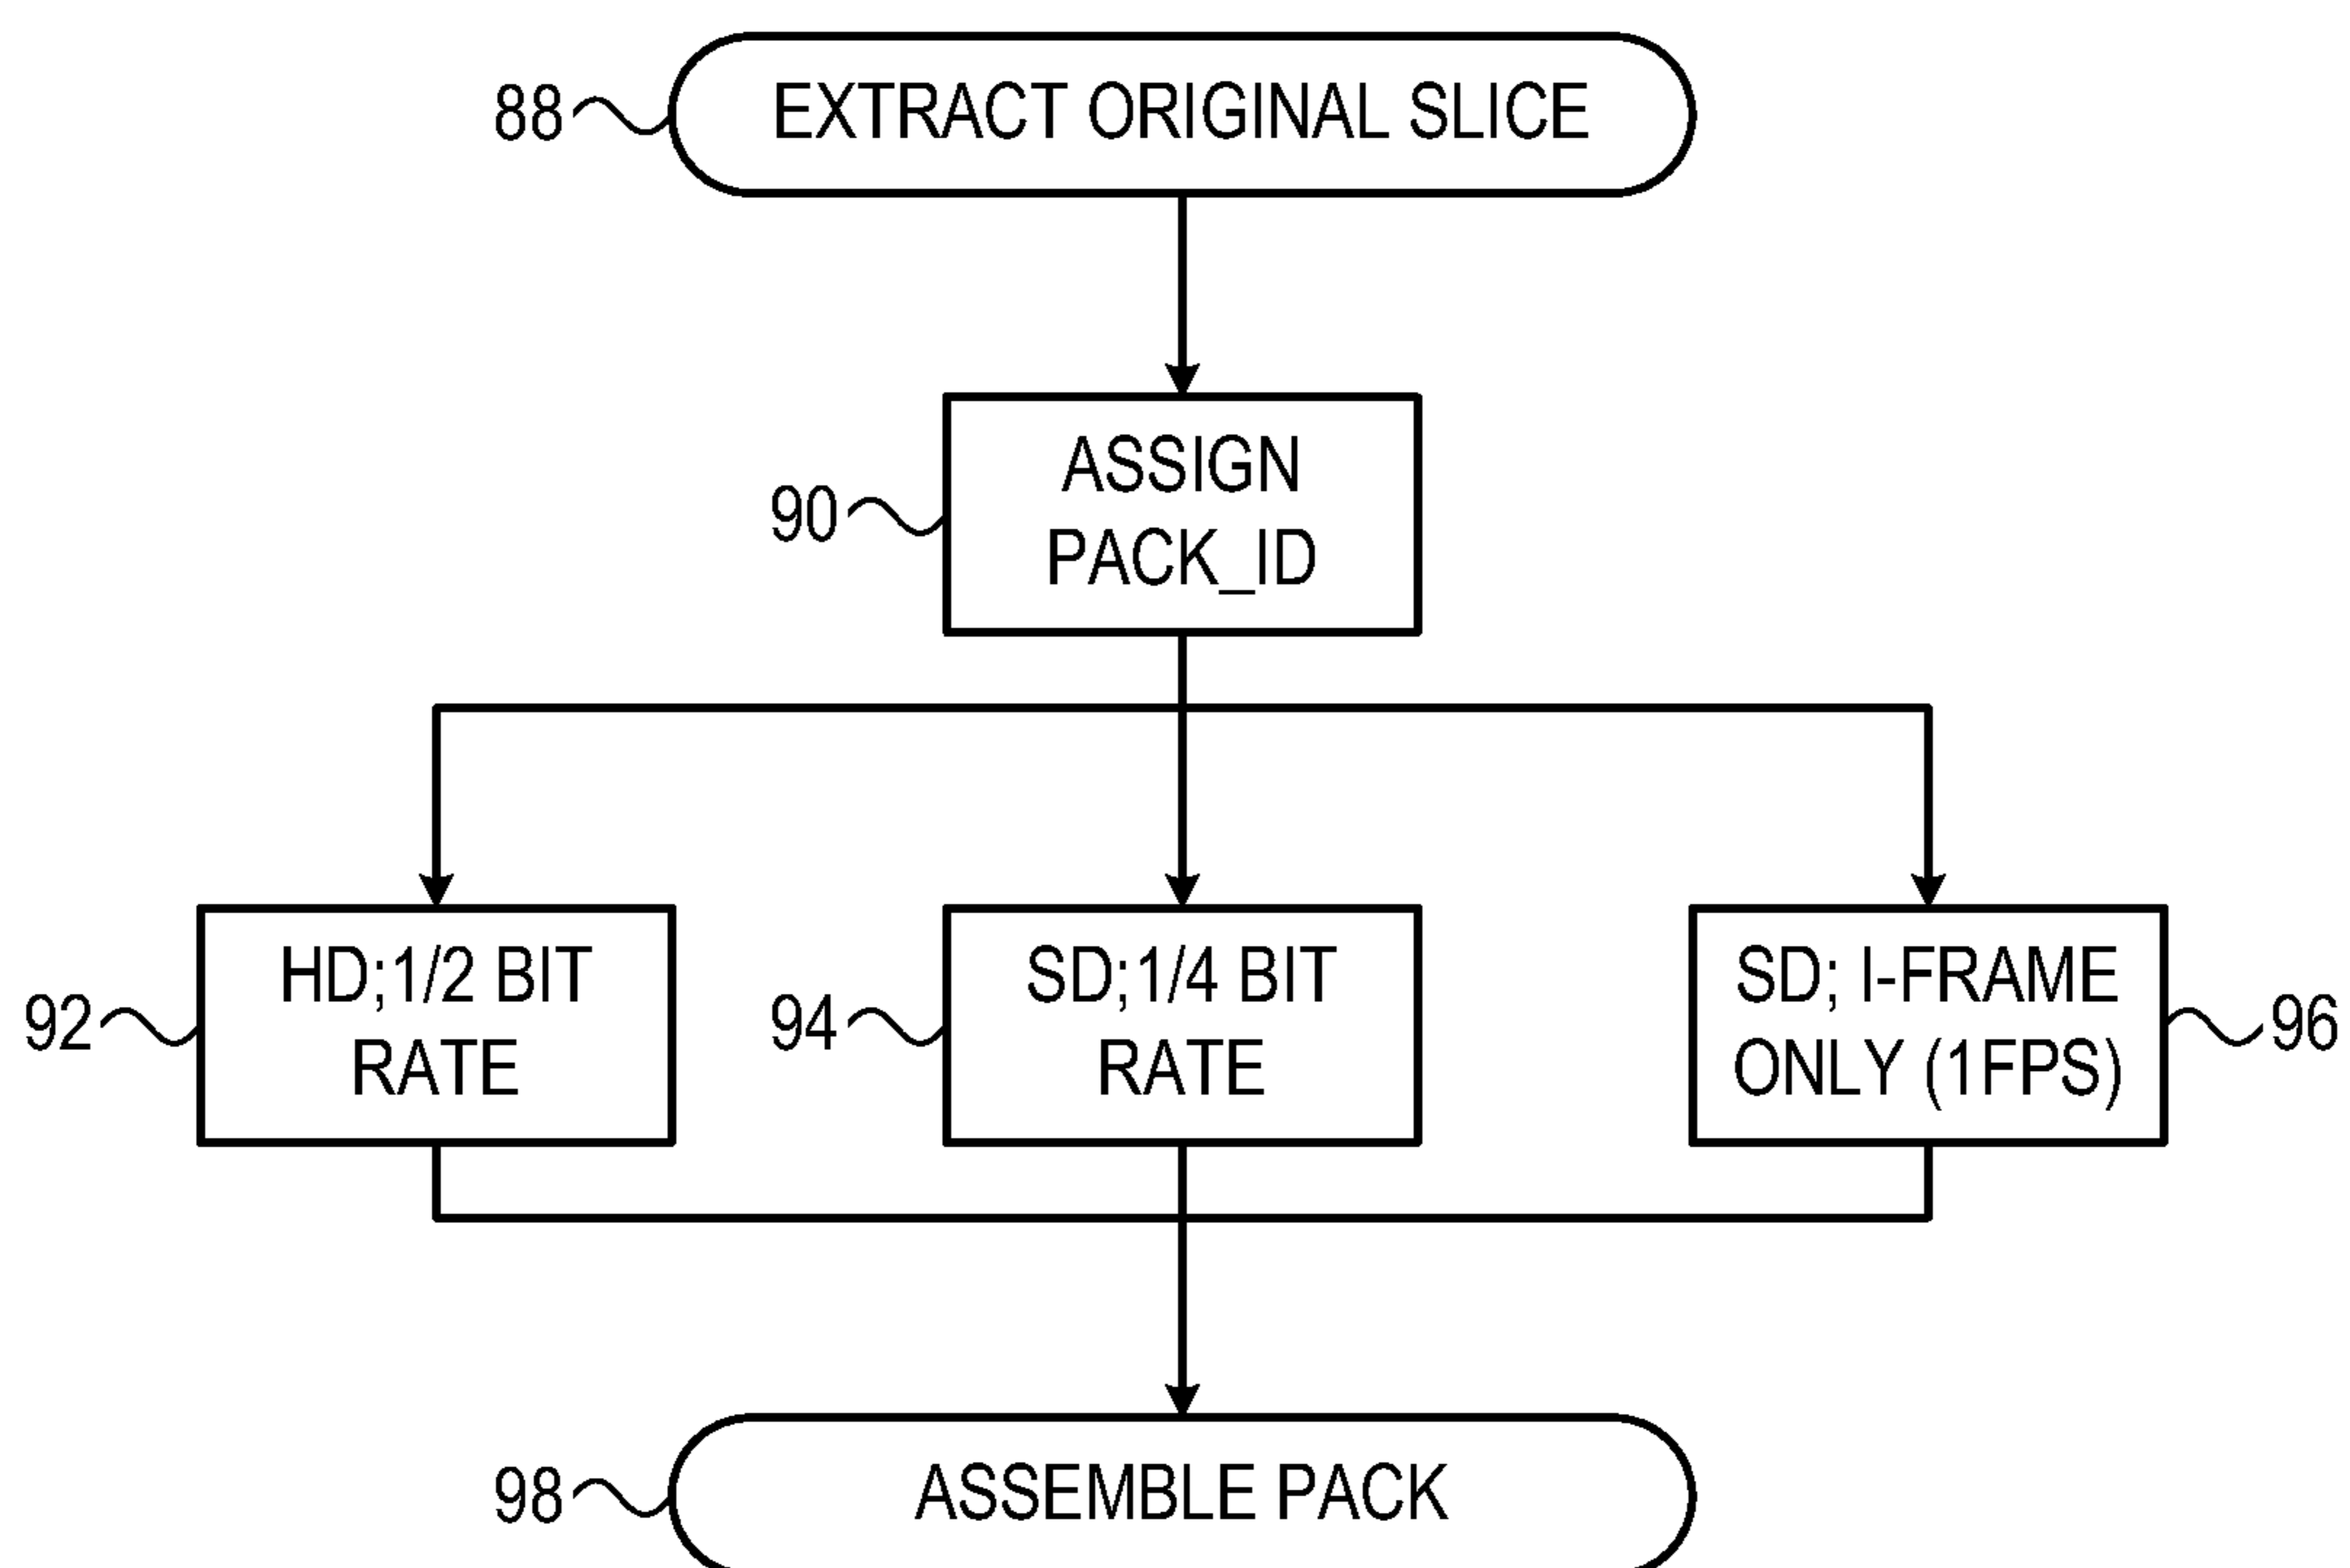 88 EXTRACT ORIGINAL SLICE
ASSIGN
90
PACK_ID
HD;1/2 BIT
RATE
92
SD;1/4 BIT
RATE
94
SD; I-FRAME
ONLY (1FPS)
96
98 ASSEMBLE PACK